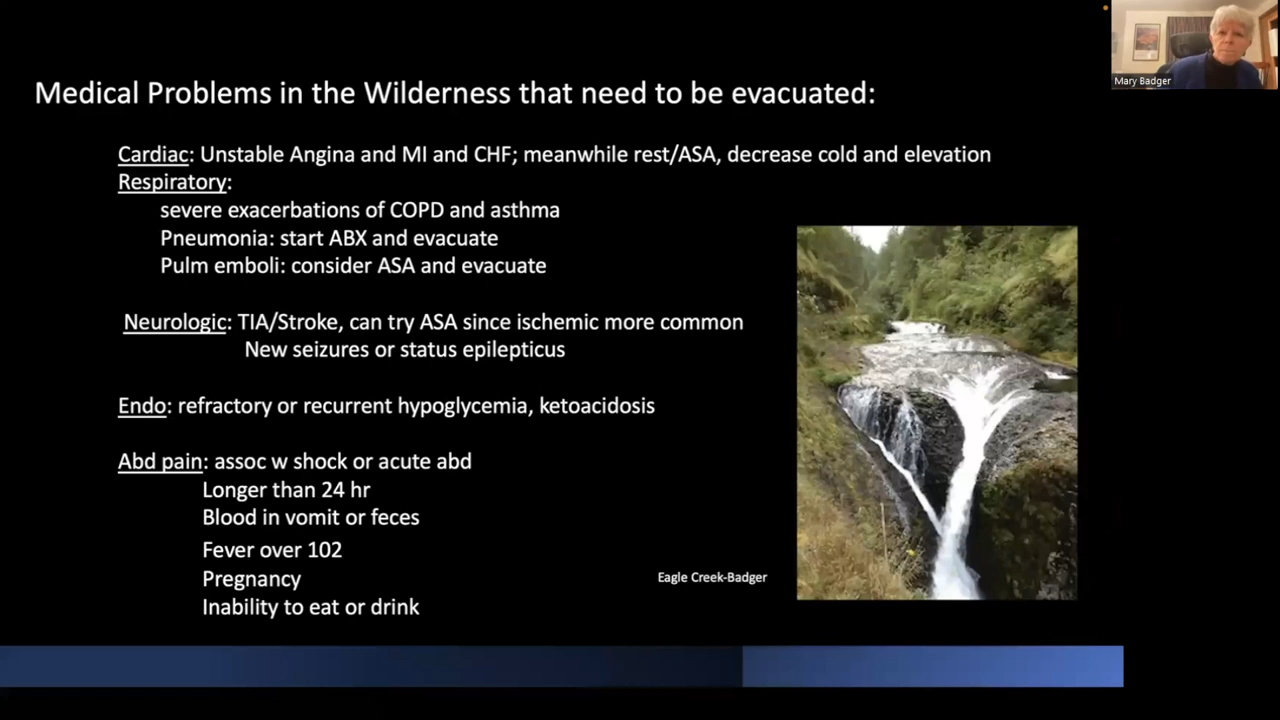 Mary Badger
Medical Problems in the Wilderness that need to be evacuated:
Cardiac: Unstable Angina and MI and CHF; meanwhile rest/ASA, decrease cold and elevation
Respiratory:
severe exacerbations of COPD and asthma
Pneumonia: start ABX and evacuate
Pulm emboli: consider ASA and evacuate
Neurologic: TIA/Stroke, can try ASA since ischemic more common
New seizures or status epilepticus
Endo: refractory or recurrent hypoglycemia, ketoacidosis
Abd pain: assoc w shock or acute abd
Longer than 24 hr
Blood in vomit or feces
Fever over 102
Pregnancy
Inability to eat or drink
Eagle Creek-Badger